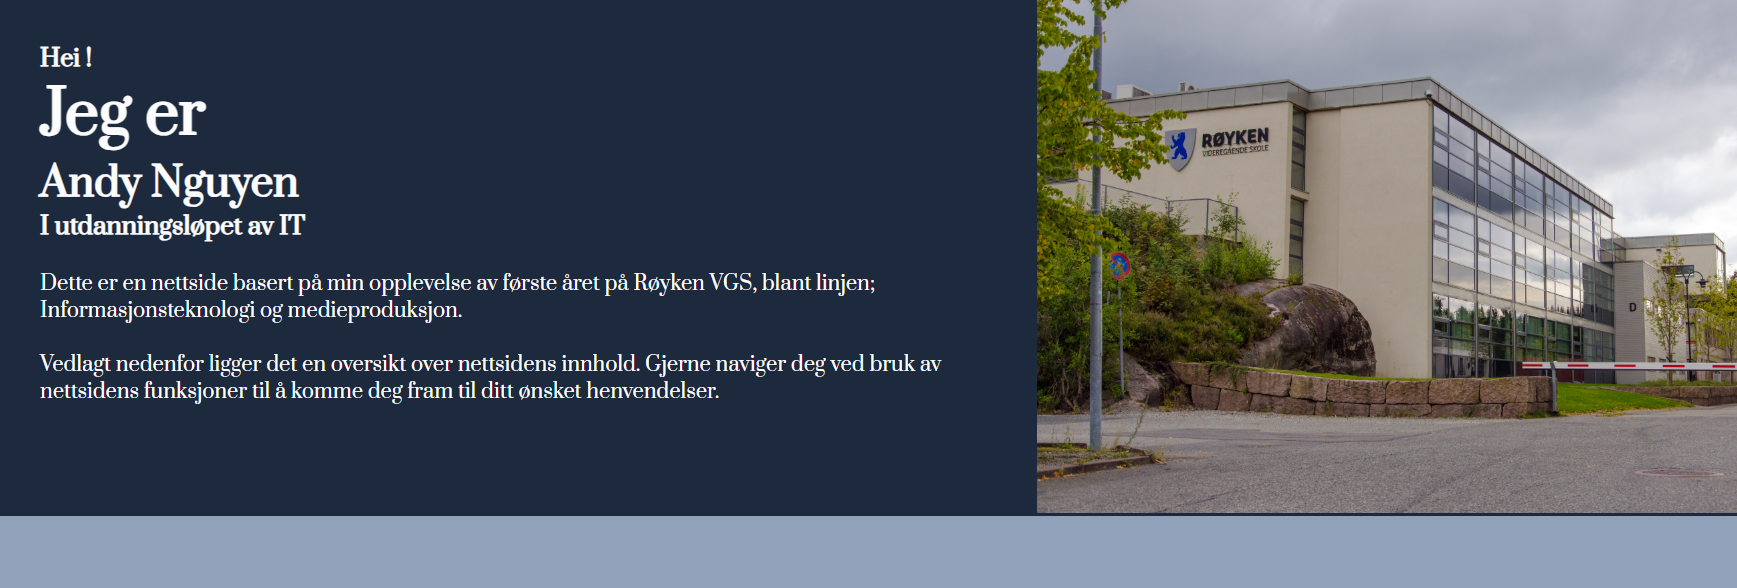 Hei !
Jeg er
Andy Nguyen
I utdanningsløpet av IT
Dette er en nettside basert på min opplevelse av første året på Røyken VGS, blant linjen;
Informasjonsteknologi og medieproduksjon.
Vedlagt nedenfor ligger det en oversikt over nettsidens innhold. Gjerne naviger deg ved bruk av
nettsidens funksjoner til å komme deg fram til ditt ønsket henvendelser.
RØYKEN
VIDEREGÅENDE SKOLE
D